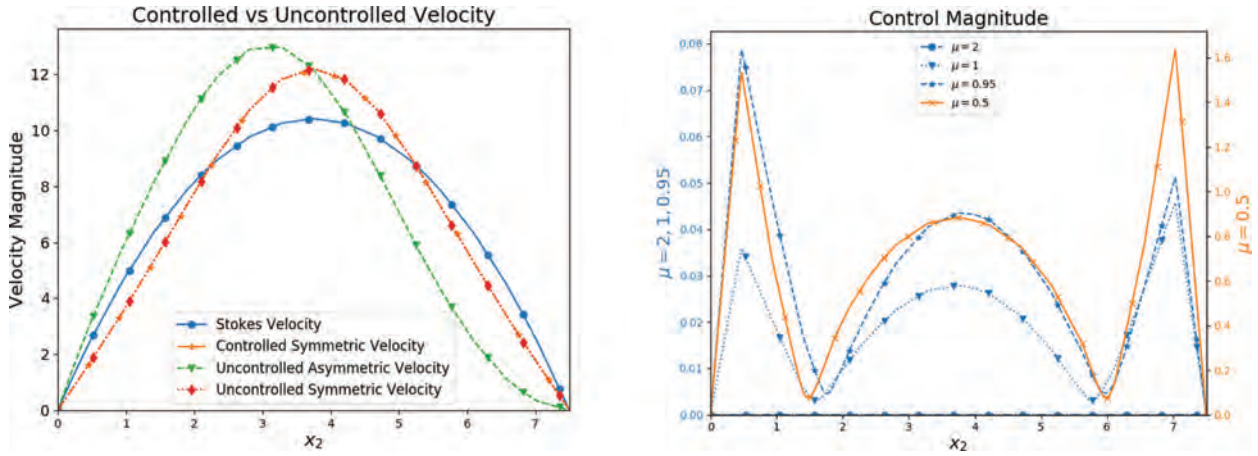 Controlled vs Uncontrolled Velocity
Velocity Magnitude
12
10
8
6
4
2
0
Stokes Velocity
Controlled Symmetric Velocity
Uncontrolled Asymmetric Velocity
Uncontrolled Symmetric Velocity
0 1 2 3 4 5 6 7
x₂
Control Magnitude
μ = 2, 1, 0.95
0.08
0.07
0.06
0.05
0.04
0.03
0.02
0.01
0.00
μ = 2
μ = 1
μ = 0.95
μ = 0.5
1.6
1.4
1.2
1.0
0.8
0.6
0.4
0.2
0.0
μ = 0.5
0 1 2 3 4 5 6 7
x₂